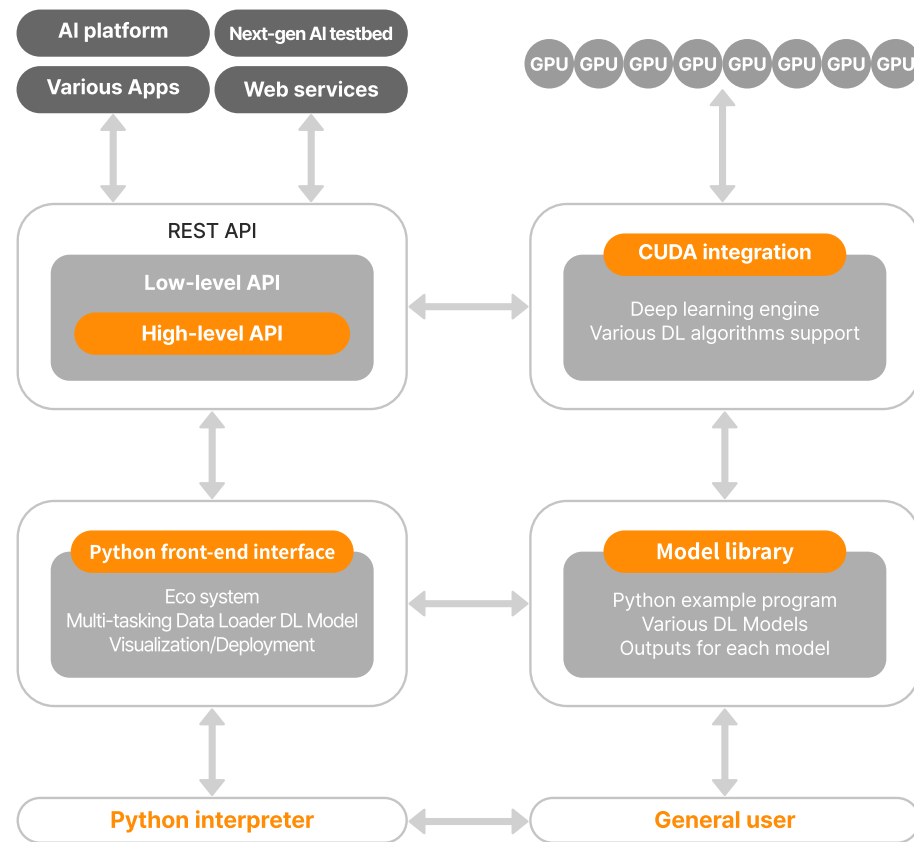 AI platform
Next-gen AI testbed
Various Apps
Web services
GPU GPU GPU GPU GPU GPU GPU GPU
REST API
Low-level API
High-level API
CUDA integration
Deep learning engine
Various DL algorithms support
Python front-end interface
Eco system
Multi-tasking Data Loader DL Model
Visualization/Deployment
Model library
Python example program
Various DL Models
Outputs for each model
Python interpreter
General user